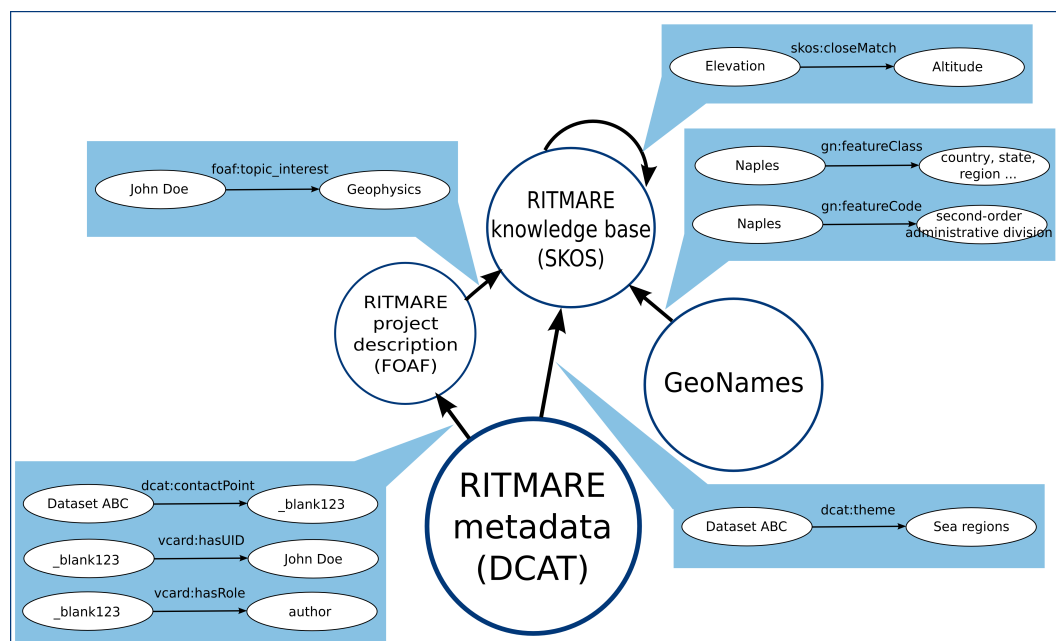 skos:closeMatch
Elevation
Altitude
gn:featureClass
Naples
country, state,
region ...
gn:featureCode
Naples
second-order
administrative division
foaf:topic_interest
John Doe
Geophysics
RITMARE
knowledge base
(SKOS)
RITMARE
project
description
(FOAF)
GeoNames
RITMARE
metadata
(DCAT)
dcat:contactPoint
Dataset ABC
_blank123
vcard:hasUID
_blank123
John Doe
vcard:hasRole
_blank123
author
dcat:theme
Dataset ABC
Sea regions